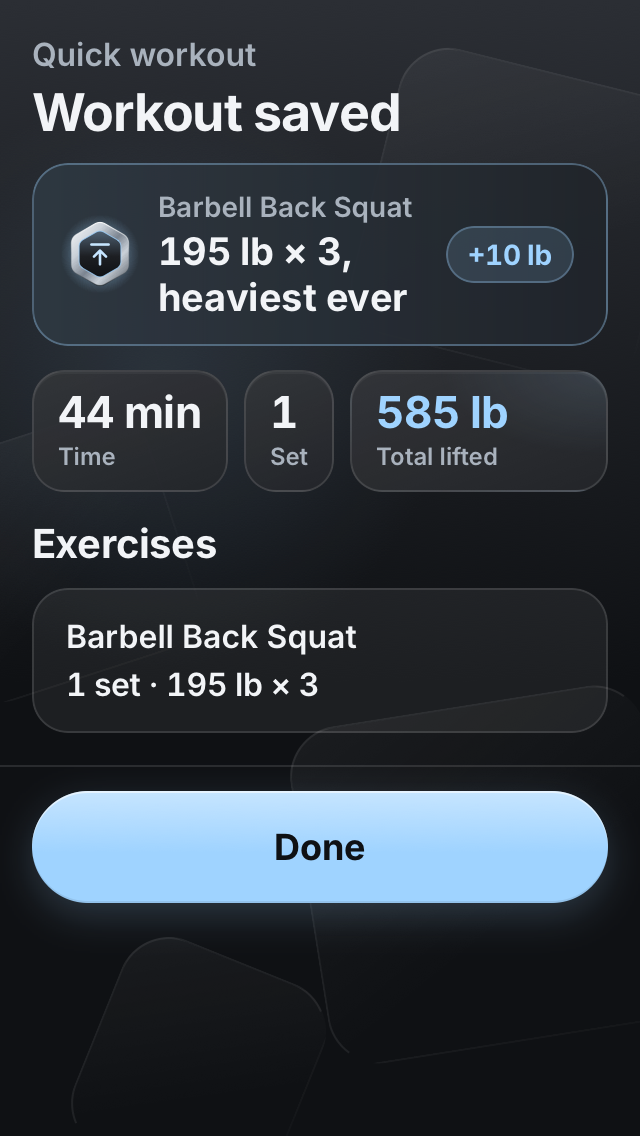 Quick workout
Workout saved
Barbell Back Squat
195 lb × 3,
heaviest ever
+10 lb
44 min
Time
1
Set
585 lb
Total lifted
Exercises
Barbell Back Squat
1 set · 195 lb × 3
Done